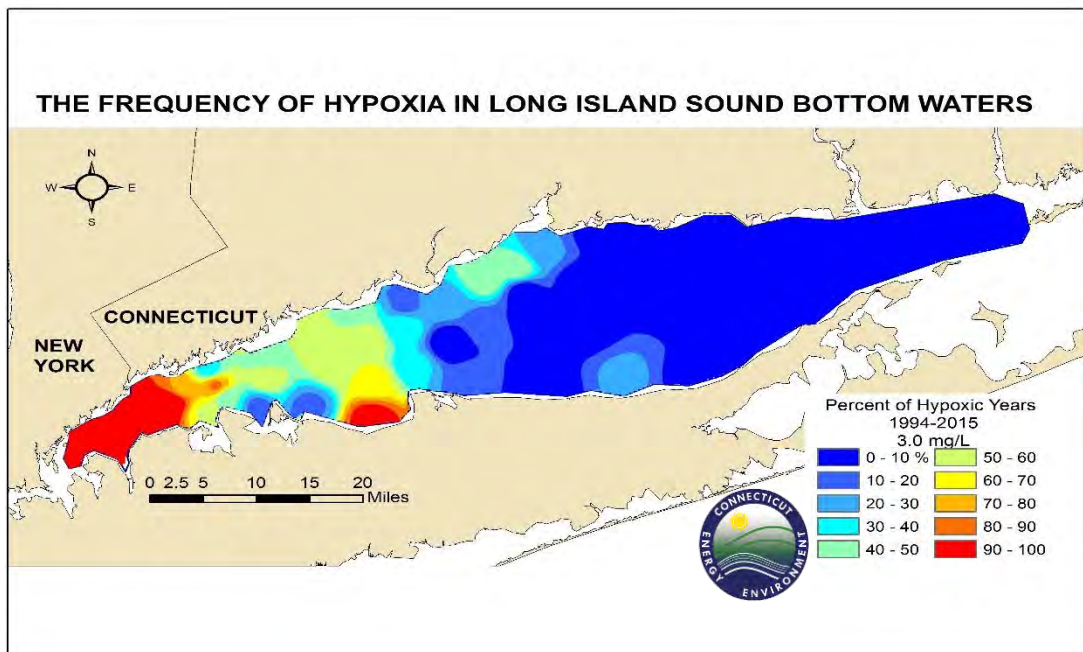 THE FREQUENCY OF HYPOXIA IN LONG ISLAND SOUND BOTTOM WATERS
N
W E
S
CONNECTICUT
NEW
YORK
0 2.5 5 10 15 20
Miles
Percent of Hypoxic Years
1994-2015
3.0 mg/L
0 - 10 % 50 - 60
10 - 20 60 - 70
20 - 30 70 - 80
30 - 40 80 - 90
40 - 50 90 - 100
CONNECTICUT
ENERGY ENVIRONMENT